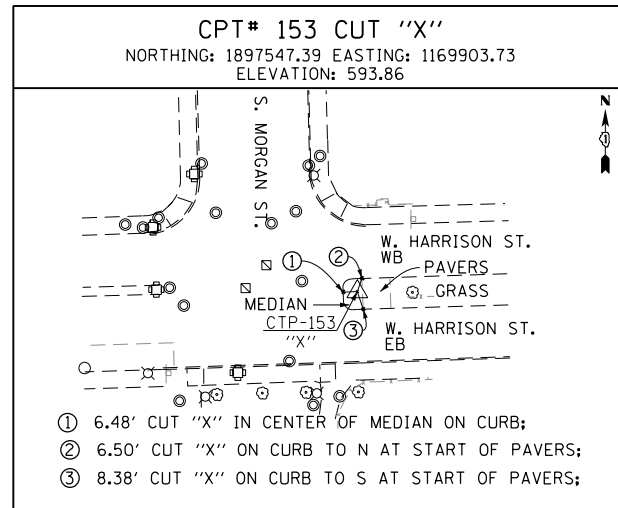 CPT# 153 CUT "X"
NORTHING: 1897547.39 EASTING: 1169903.73
ELEVATION: 593.86
N
1
S. MORGAN ST.
W. HARRISON ST.
WB
1
2
PAVERS
GRASS
MEDIAN
CTP-153
"X"
3
W. HARRISON ST.
EB
1 6.48' CUT "X" IN CENTER OF MEDIAN ON CURB;
2 6.50' CUT "X" ON CURB TO N AT START OF PAVERS;
3 8.38' CUT "X" ON CURB TO S AT START OF PAVERS;